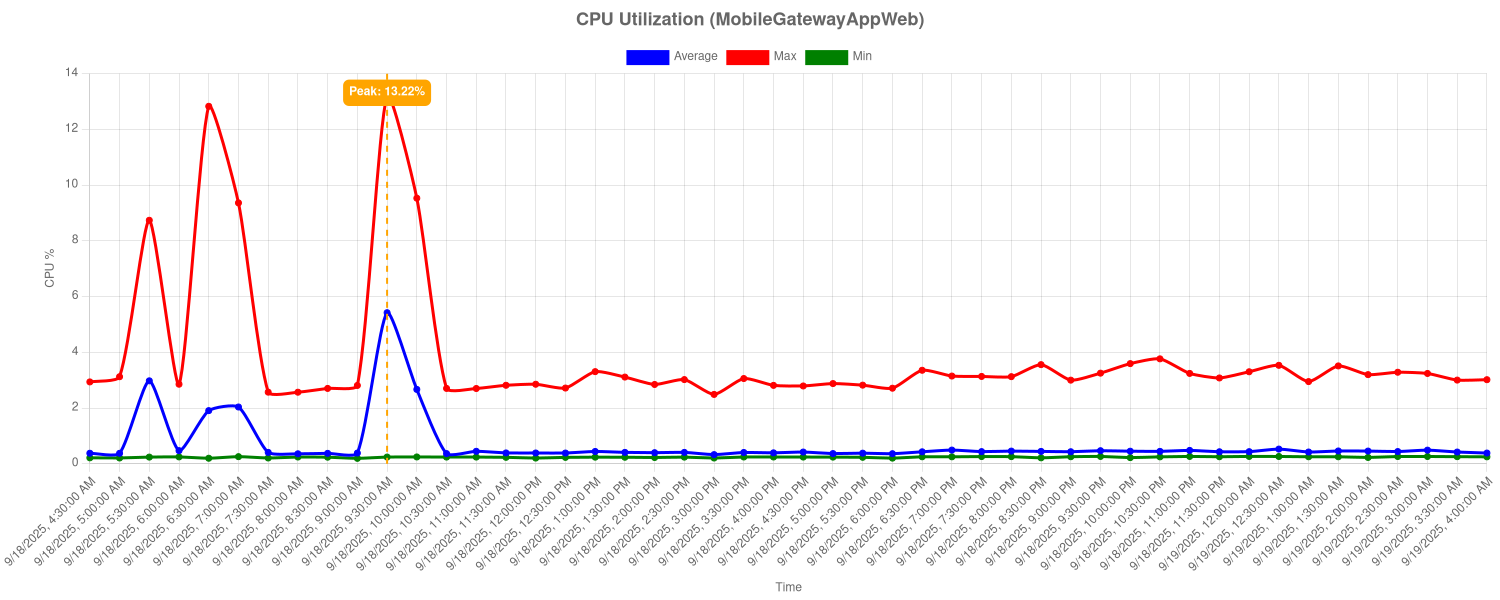 CPU Utilization (MobileGatewayAppWeb)
Average
Max
Min
14
Peak: 13.22%
12
10
8
6
4
2
0
CPU %
9/18/2025, 4:30:00 AM
9/18/2025, 5:00:00 AM
9/18/2025, 5:30:00 AM
9/18/2025, 6:00:00 AM
9/18/2025, 6:30:00 AM
9/18/2025, 7:00:00 AM
9/18/2025, 7:30:00 AM
9/18/2025, 8:00:00 AM
9/18/2025, 8:30:00 AM
9/18/2025, 9:00:00 AM
9/18/2025, 9:30:00 AM
9/18/2025, 10:00:00 AM
9/18/2025, 10:30:00 AM
9/18/2025, 11:00:00 AM
9/18/2025, 11:30:00 AM
9/18/2025, 12:00:00 PM
9/18/2025, 12:30:00 PM
9/18/2025, 1:00:00 PM
9/18/2025, 1:30:00 PM
9/18/2025, 2:00:00 PM
9/18/2025, 2:30:00 PM
9/18/2025, 3:00:00 PM
9/18/2025, 3:30:00 PM
9/18/2025, 4:00:00 PM
9/18/2025, 4:30:00 PM
9/18/2025, 5:00:00 PM
9/18/2025, 5:30:00 PM
9/18/2025, 6:00:00 PM
9/18/2025, 6:30:00 PM
9/18/2025, 7:00:00 PM
9/18/2025, 7:30:00 PM
9/18/2025, 8:00:00 PM
9/18/2025, 8:30:00 PM
9/18/2025, 9:00:00 PM
9/18/2025, 9:30:00 PM
9/18/2025, 10:00:00 PM
9/18/2025, 10:30:00 PM
9/18/2025, 11:00:00 PM
9/18/2025, 11:30:00 PM
9/19/2025, 12:00:00 AM
9/19/2025, 12:30:00 AM
9/19/2025, 1:00:00 AM
9/19/2025, 1:30:00 AM
9/19/2025, 2:00:00 AM
9/19/2025, 2:30:00 AM
9/19/2025, 3:00:00 AM
9/19/2025, 3:30:00 AM
9/19/2025, 4:00:00 AM
Time